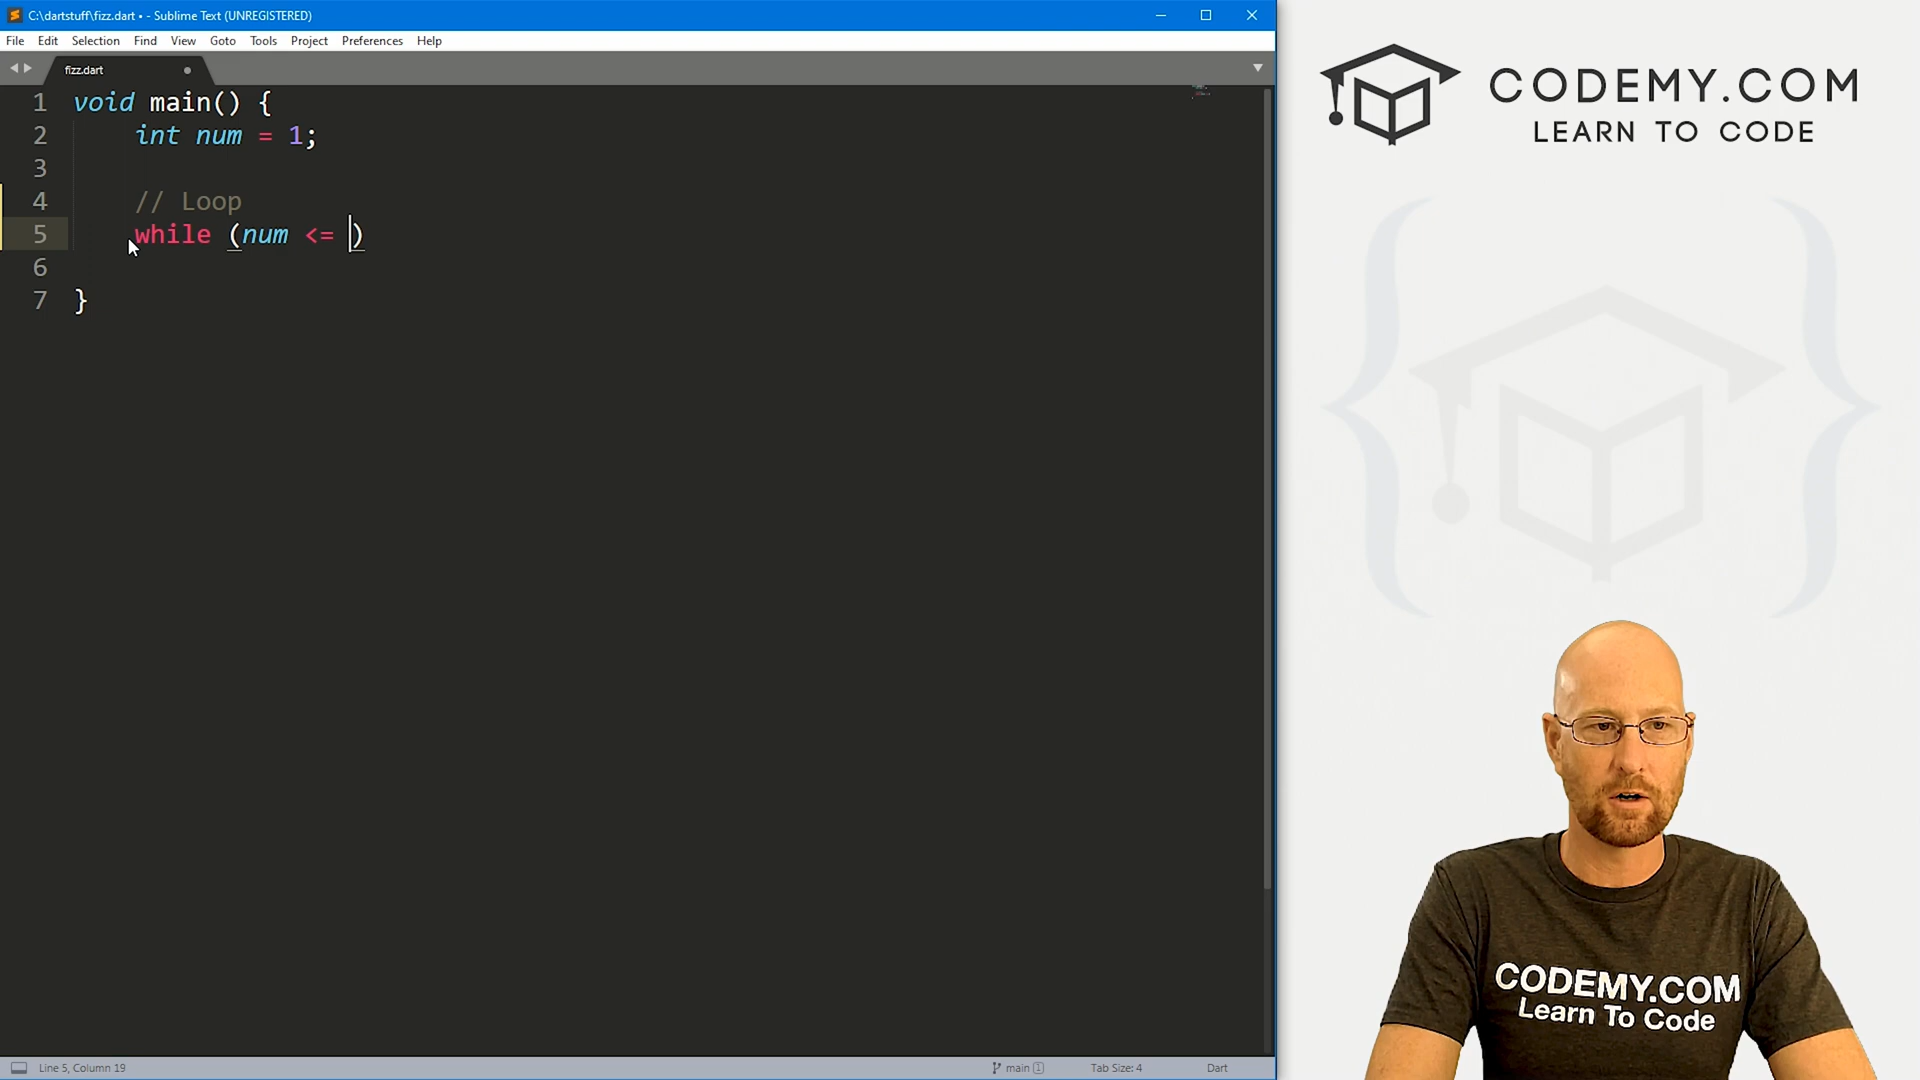 C:\dartstuff\fizz.dart • - Sublime Text (UNREGISTERED)
File Edit Selection Find View Goto Tools Project Preferences Help
fizz.dart
1 void main() {
2 int num = 1;
3
4 // Loop
5 while (num <= )
6
7 }
Line 5, Column 19
main 1
Tab Size: 4
Dart
CODEMY.COM
LEARN TO CODE
CODEMY.COM
Learn To Code